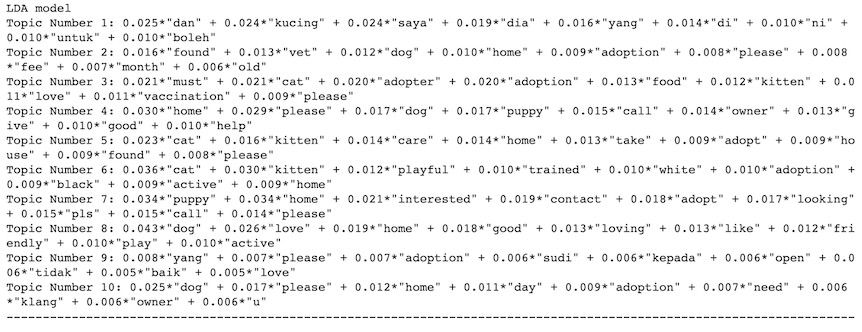 LDA model
Topic Number 1: 0.025*"dan" + 0.024*"kucing" + 0.024*"saya" + 0.019*"dia" + 0.016*"yang" + 0.014*"di" + 0.010*"ni" +
0.010*"untuk" + 0.010*"boleh"
Topic Number 2: 0.016*"found" + 0.013*"vet" + 0.012*"dog" + 0.010*"home" + 0.009*"adoption" + 0.008*"please" + 0.008
*"fee" + 0.007*"month" + 0.006*"old"
Topic Number 3: 0.021*"must" + 0.021*"cat" + 0.020*"adopter" + 0.020*"adoption" + 0.013*"food" + 0.012*"kitten" + 0.0
11*"love" + 0.011*"vaccination" + 0.009*"please"
Topic Number 4: 0.030*"home" + 0.029*"please" + 0.017*"dog" + 0.017*"puppy" + 0.015*"call" + 0.014*"owner" + 0.013*"g
ive" + 0.010*"good" + 0.010*"help"
Topic Number 5: 0.023*"cat" + 0.016*"kitten" + 0.014*"care" + 0.014*"home" + 0.013*"take" + 0.009*"adopt" + 0.009*"ho
use" + 0.009*"found" + 0.008*"please"
Topic Number 6: 0.036*"cat" + 0.030*"kitten" + 0.012*"playful" + 0.010*"trained" + 0.010*"white" + 0.010*"adoption" +
0.009*"black" + 0.009*"active" + 0.009*"home"
Topic Number 7: 0.034*"puppy" + 0.034*"home" + 0.021*"interested" + 0.019*"contact" + 0.018*"adopt" + 0.017*"looking"
+ 0.015*"pls" + 0.015*"call" + 0.014*"please"
Topic Number 8: 0.043*"dog" + 0.026*"love" + 0.019*"home" + 0.018*"good" + 0.013*"loving" + 0.013*"like" + 0.012*"fri
endly" + 0.010*"play" + 0.010*"active"
Topic Number 9: 0.008*"yang" + 0.007*"please" + 0.007*"adoption" + 0.006*"sudi" + 0.006*"kepada" + 0.006*"open" + 0.0
06*"tidak" + 0.005*"baik" + 0.005*"love"
Topic Number 10: 0.025*"dog" + 0.017*"please" + 0.012*"home" + 0.011*"day" + 0.009*"adoption" + 0.007*"need" + 0.006
*"klang" + 0.006*"owner" + 0.006*"u"